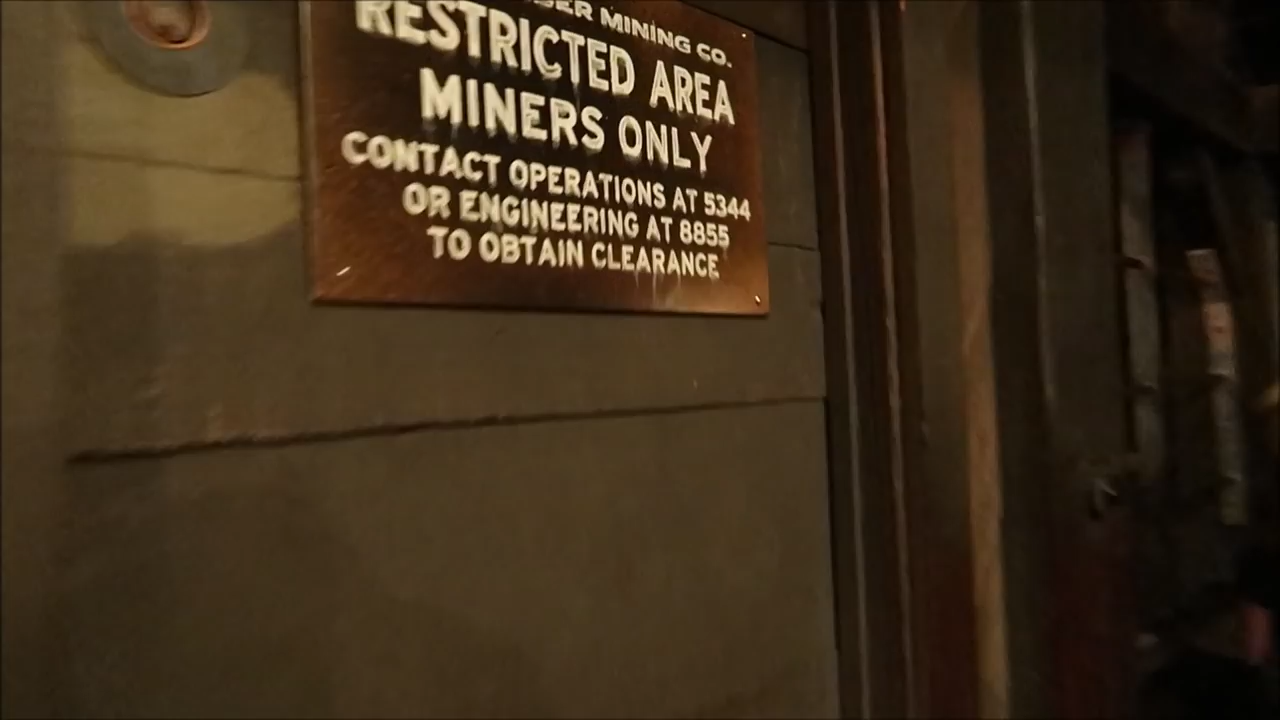 MINING CO.
RESTRICTED AREA
MINERS ONLY
CONTACT OPERATIONS AT 5344
OR ENGINEERING AT 8855
TO OBTAIN CLEARANCE